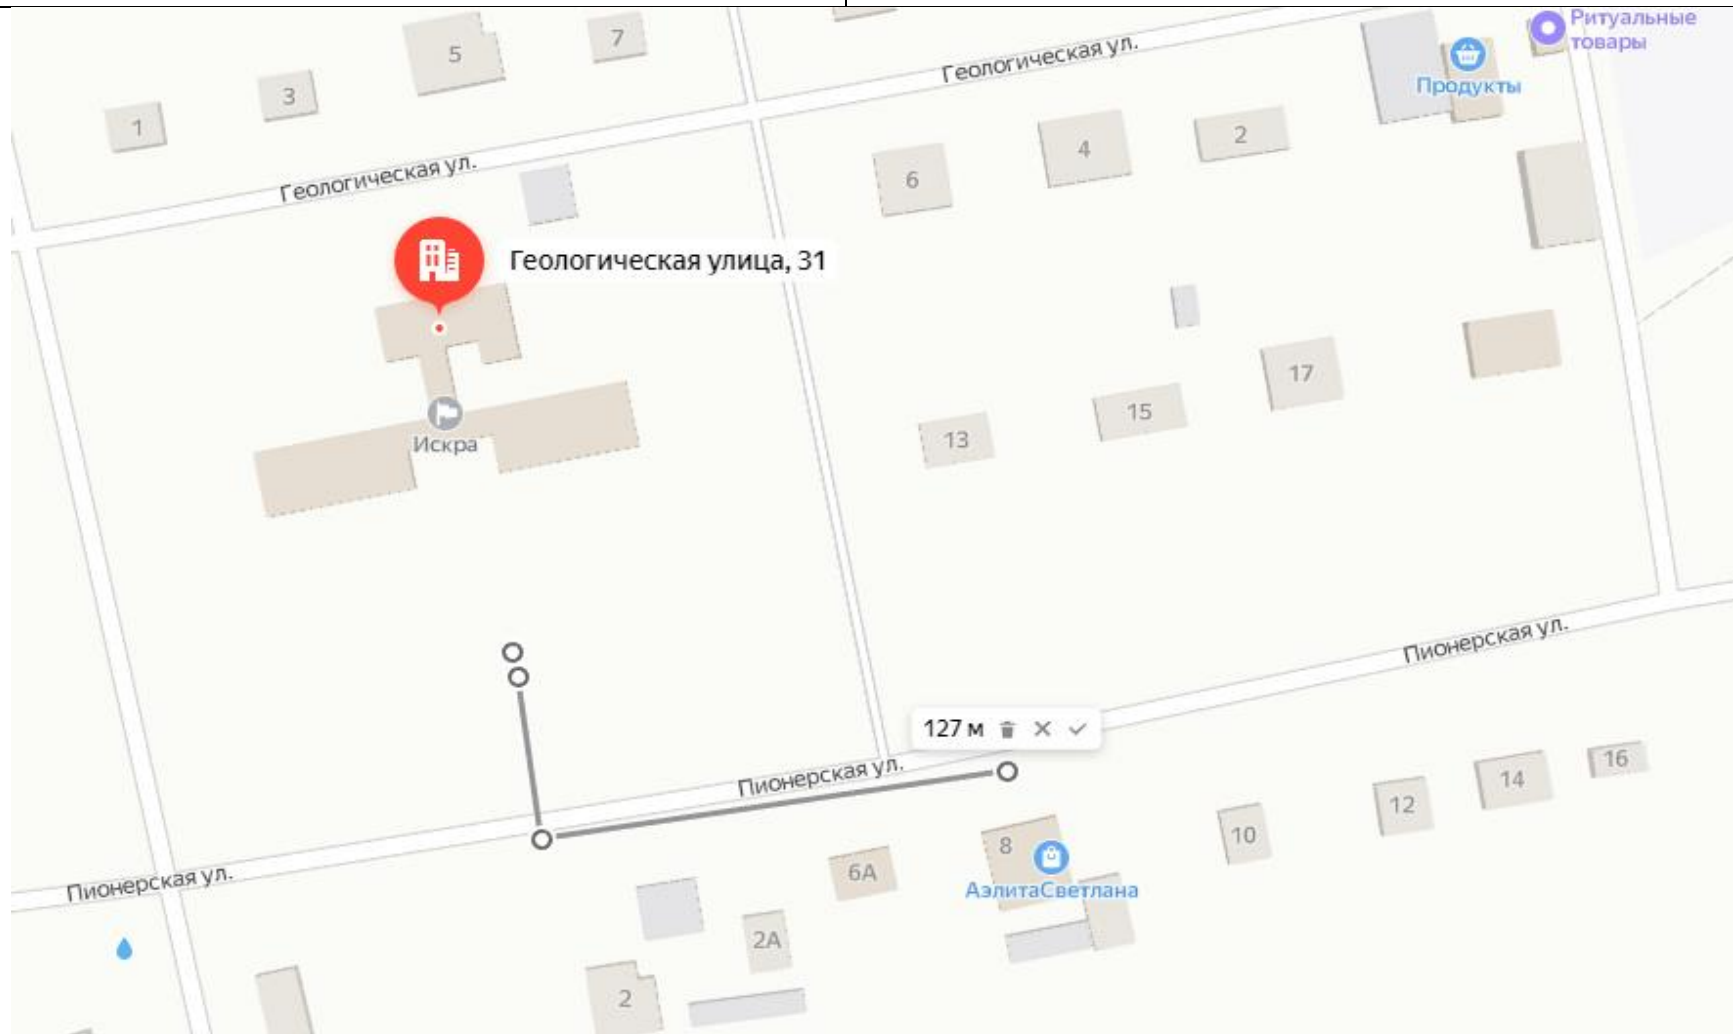 Ритуальные
товары
Геологическая ул.
7
5
Продукты
3
1
2
4
6
Геологическая ул.
Геологическая улица, 31
17
15
13
Искра
Пионерская ул.
127 м
Пионерская ул.
16
14
12
10
8
6А
Пионерская ул.
АэлитаСветлана
2А
2